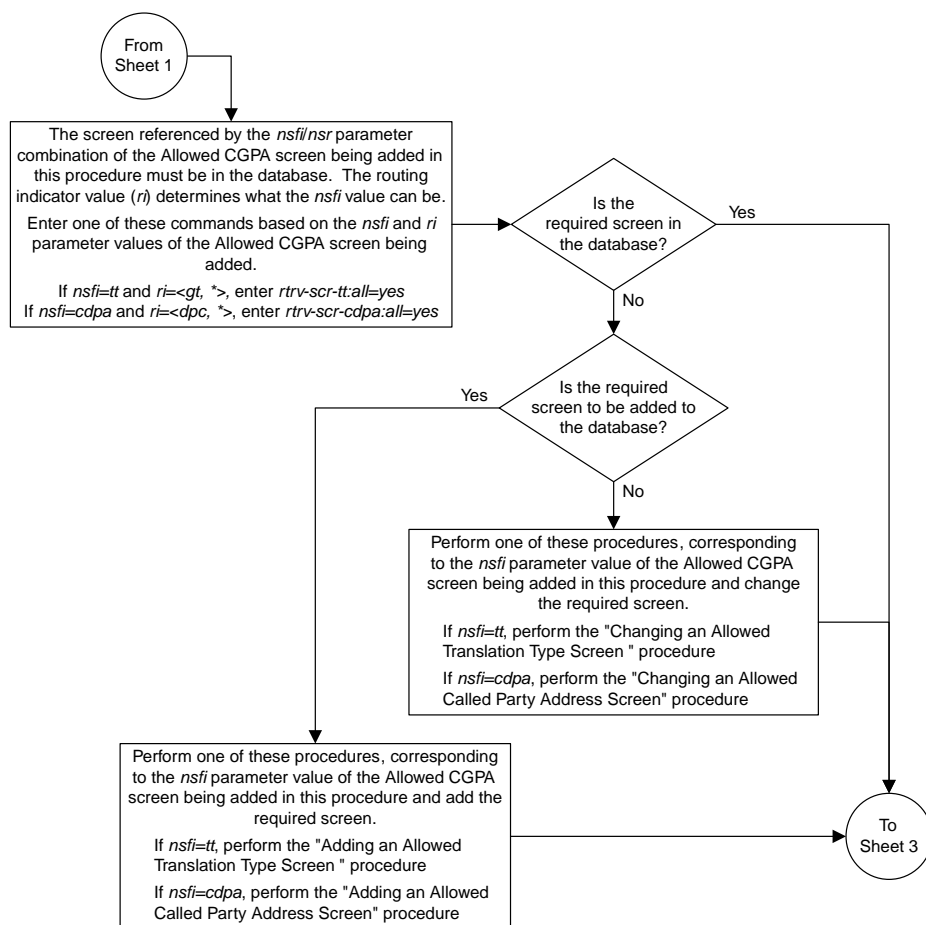 From
Sheet 1
The screen referenced by the nsfi/nsr parameter
combination of the Allowed CGPA screen being added in
this procedure must be in the database. The routing
indicator value (ri) determines what the nsfi value can be.
Enter one of these commands based on the nsfi and ri
parameter values of the Allowed CGPA screen being
added.
If nsfi=tt and ri=<gt, *>, enter rtrv-scr-tt:all=yes
If nsfi=cdpa and ri=<dpc, *>, enter rtrv-scr-cdpa:all=yes
Is the
required screen in
the database?
Yes
No
Is the required
screen to be added to
the database?
Yes
No
Perform one of these procedures, corresponding
to the nsfi parameter value of the Allowed CGPA
screen being added in this procedure and change
the required screen.
If nsfi=tt, perform the "Changing an Allowed
Translation Type Screen " procedure
If nsfi=cdpa, perform the "Changing an Allowed
Called Party Address Screen" procedure
Perform one of these procedures, corresponding
to the nsfi parameter value of the Allowed CGPA
screen being added in this procedure and add the
required screen.
If nsfi=tt, perform the "Adding an Allowed
Translation Type Screen " procedure
If nsfi=cdpa, perform the "Adding an Allowed
Called Party Address Screen" procedure
To
Sheet 3